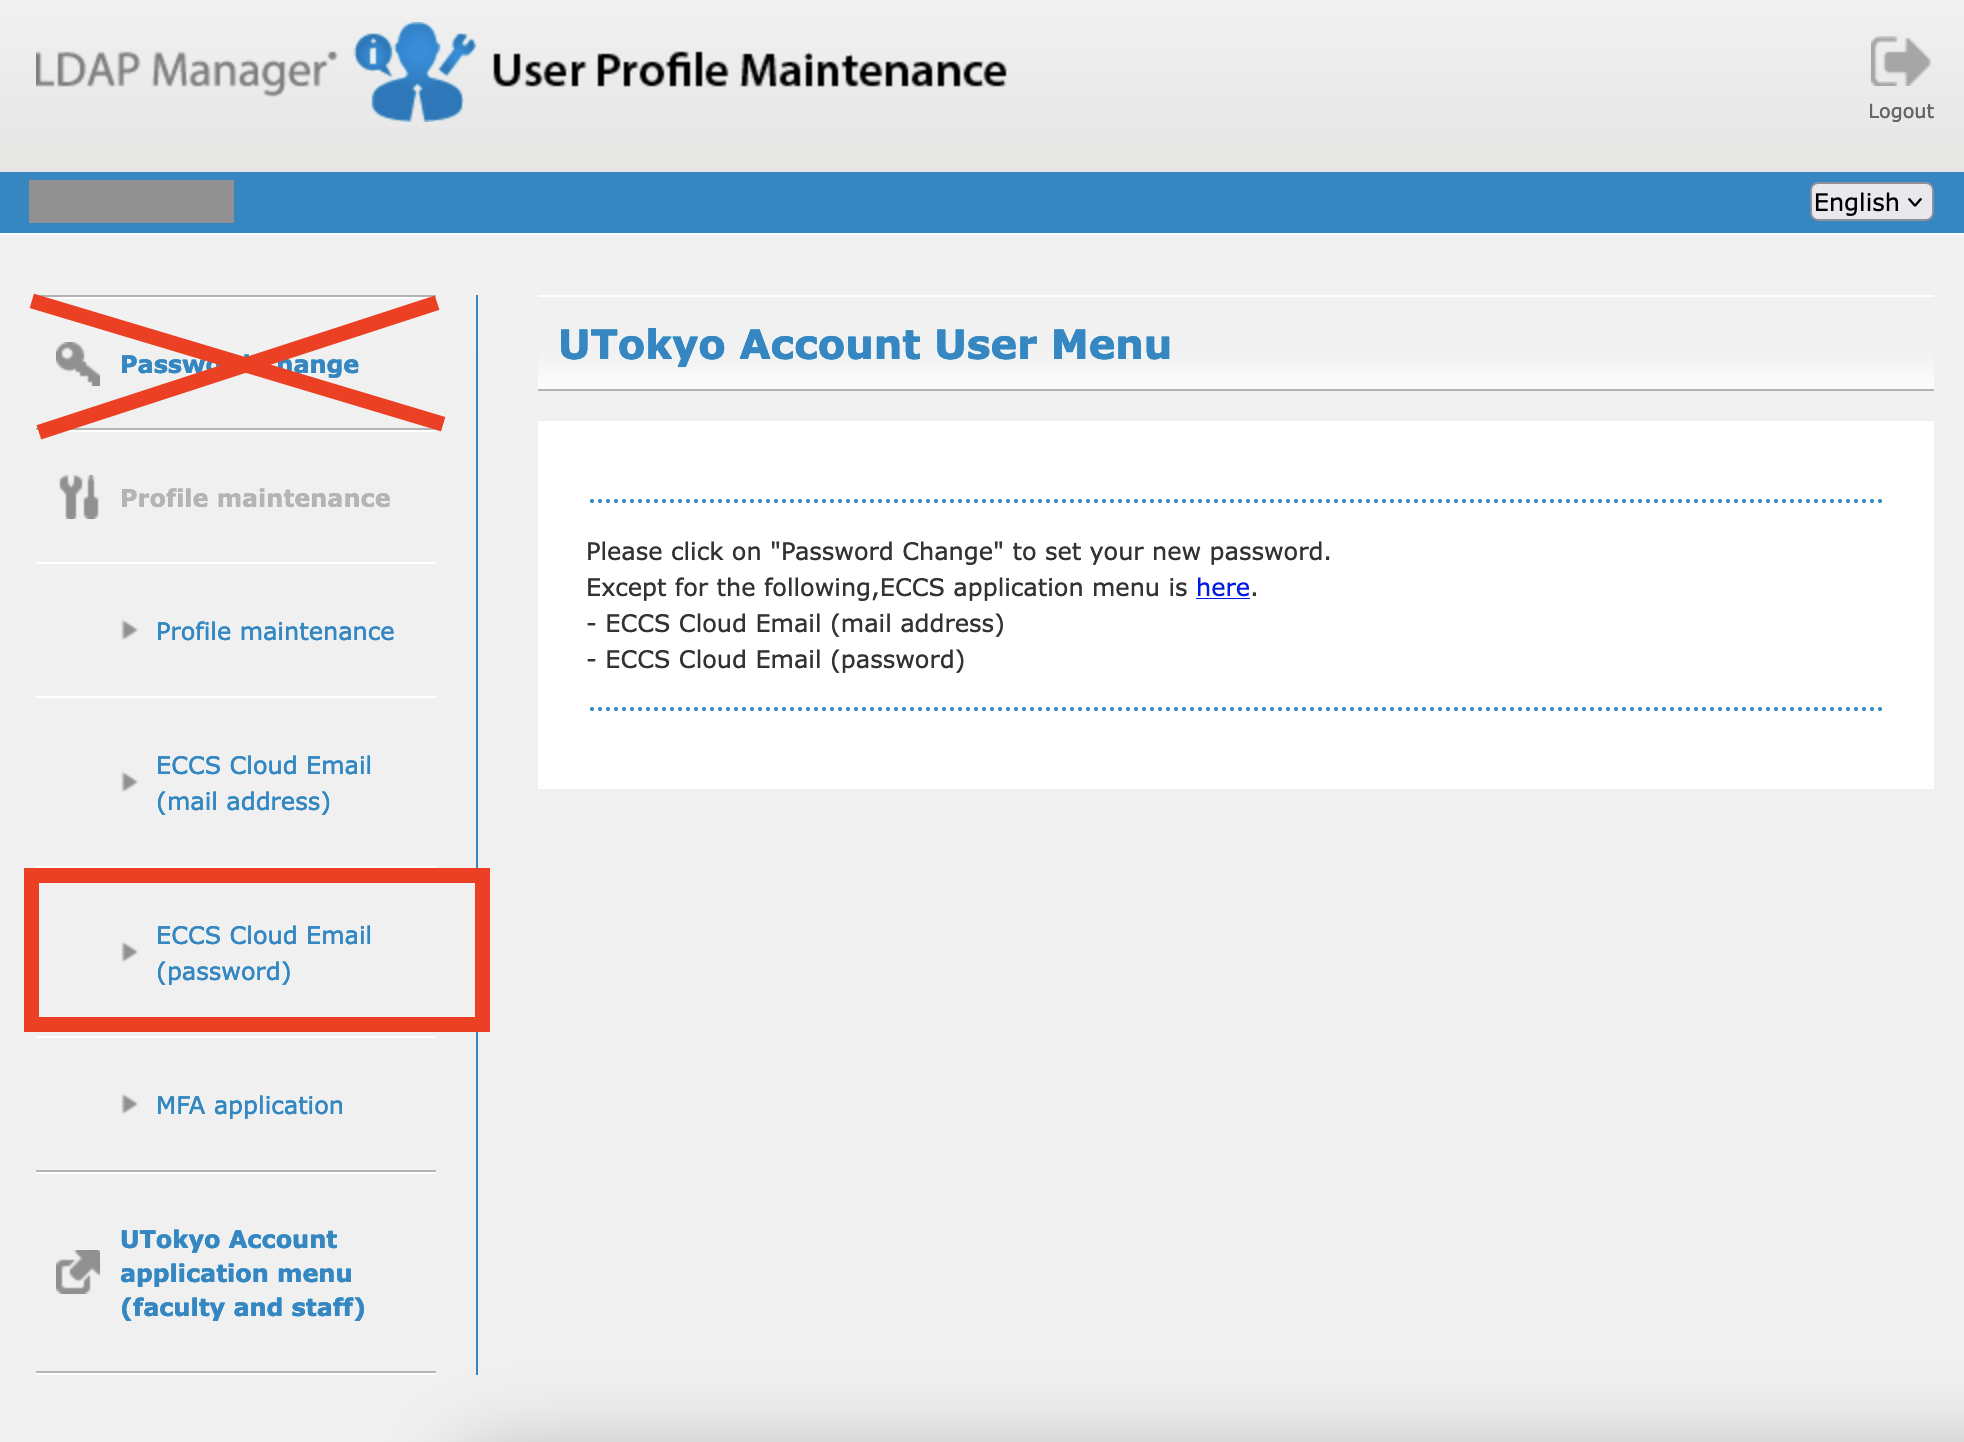 LDAP Manager
User Profile Maintenance
Logout
English
Password Change
Profile maintenance
Profile maintenance
ECCS Cloud Email
(mail address)
ECCS Cloud Email
(password)
MFA application
UTokyo Account
application menu
(faculty and staff)
UTokyo Account User Menu
Please click on "Password Change" to set your new password.
Except for the following,ECCS application menu is here.
- ECCS Cloud Email (mail address)
- ECCS Cloud Email (password)